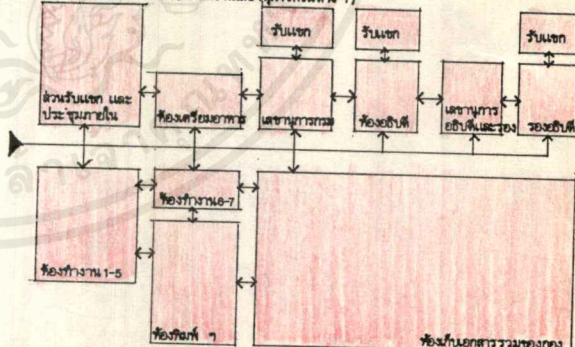 รับแขก
รับแขก
รับแขก
ส่วนรับแขก และ
ประชุมภายใน
ห้องเตรียมอาหาร
เลขานุการกรม
ห้องอธิบดี
เลขานุการ
อธิบดีและรอง
รองอธิบดี
ห้องทำงาน 6-7
ห้องทำงาน 1-5
ห้องพิมพ์ ๆ
ห้องเก็บเอกสารรวมของกอง